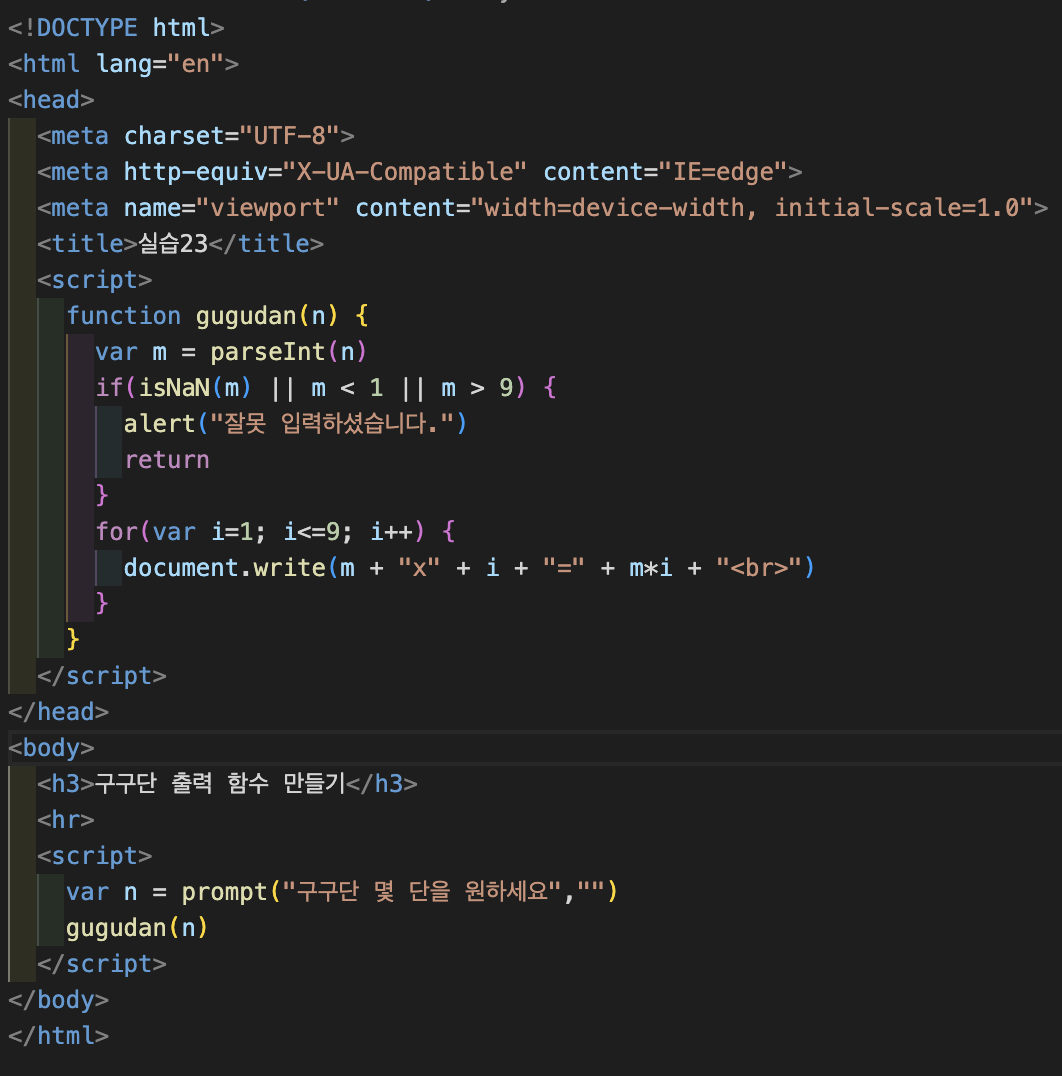 <!DOCTYPE html>
<html lang="en">
<head>
  <meta charset="UTF-8">
  <meta http-equiv="X-UA-Compatible" content="IE=edge">
  <meta name="viewport" content="width=device-width, initial-scale=1.0">
  <title>실습23</title>
  <script>
    function gugudan(n) {
      var m = parseInt(n)
      if(isNaN(m) || m < 1 || m > 9) {
        alert("잘못 입력하셨습니다.")
        return
      }
      for(var i=1; i<=9; i++) {
        document.write(m + "x" + i + "=" + m*i + "<br>")
      }
    }
  </script>
</head>
<body>
  <h3>구구단 출력 함수 만들기</h3>
  <hr>
  <script>
    var n = prompt("구구단 몇 단을 원하세요","")
    gugudan(n)
  </script>
</body>
</html>